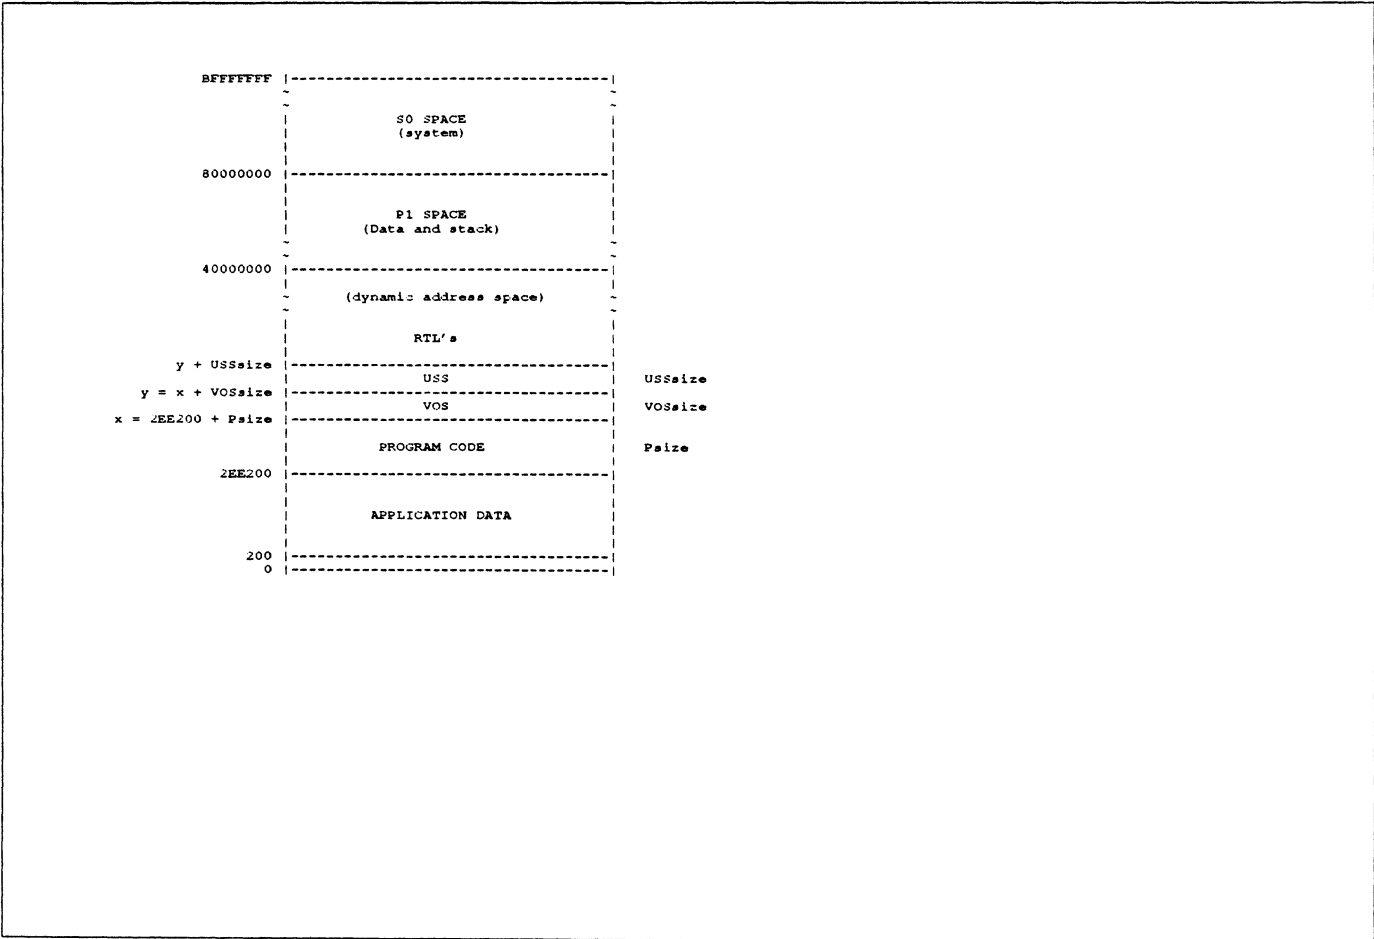 BFFFFFFF
S0 SPACE
(system)
80000000
P1 SPACE
(Data and stack)
40000000
(dynamic address space)
RTL's
y + USSsize
USS USSsize
y = x + VOSsize
VOS VOSsize
x = 2EE200 + Psize
PROGRAM CODE Psize
2EE200
APPLICATION DATA
200
0